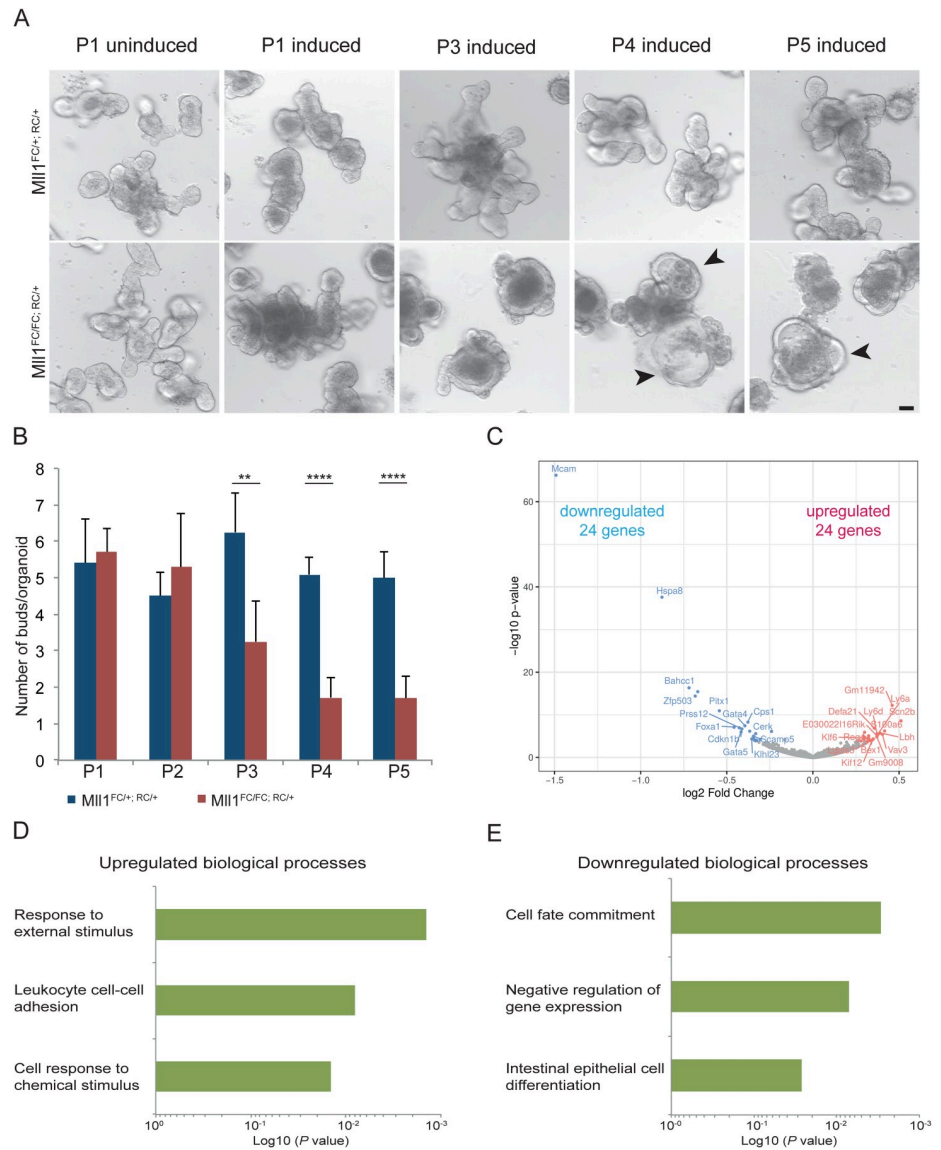 A
P1 uninduced
P1 induced
P3 induced
P4 induced
P5 induced
Mll1FC/+; RC/+
Mll1FC/FC; RC/+
B
Number of buds/organoid
8
7
6
5
4
3
2
1
0
**
****
****
P1
P2
P3
P4
P5
Mll1FC/+; RC/+
Mll1FC/FC; RC/+
C
−log10 p−value
60
40
20
0
Mcam
downregulated
24 genes
upregulated
24 genes
Hspa8
Bahcc1
Zfp503
Pitx1
Prss12
Gata4
Cps1
Foxa1
Cerk
Cdkn1b
Scamp5
Gata5
Klhl23
Gm11942
Ly6a
Defa21
Ly6d
Scn2b
E030022I16Rik
S100a6
Klf6
Lbh
Bex1
Vav3
Kif12
Gm9008
−1.5
−1.0
−0.5
0.0
0.5
log2 Fold Change
D
Upregulated biological processes
Response to
external stimulus
Leukocyte cell-cell
adhesion
Cell response to
chemical stimulus
10⁰
10⁻¹
10⁻²
10⁻³
Log10 (P value)
E
Downregulated biological processes
Cell fate commitment
Negative regulation of
gene expression
Intestinal epithelial cell
differentiation
10⁻⁰
10⁻¹
10⁻²
10⁻³
Log10 (P value)